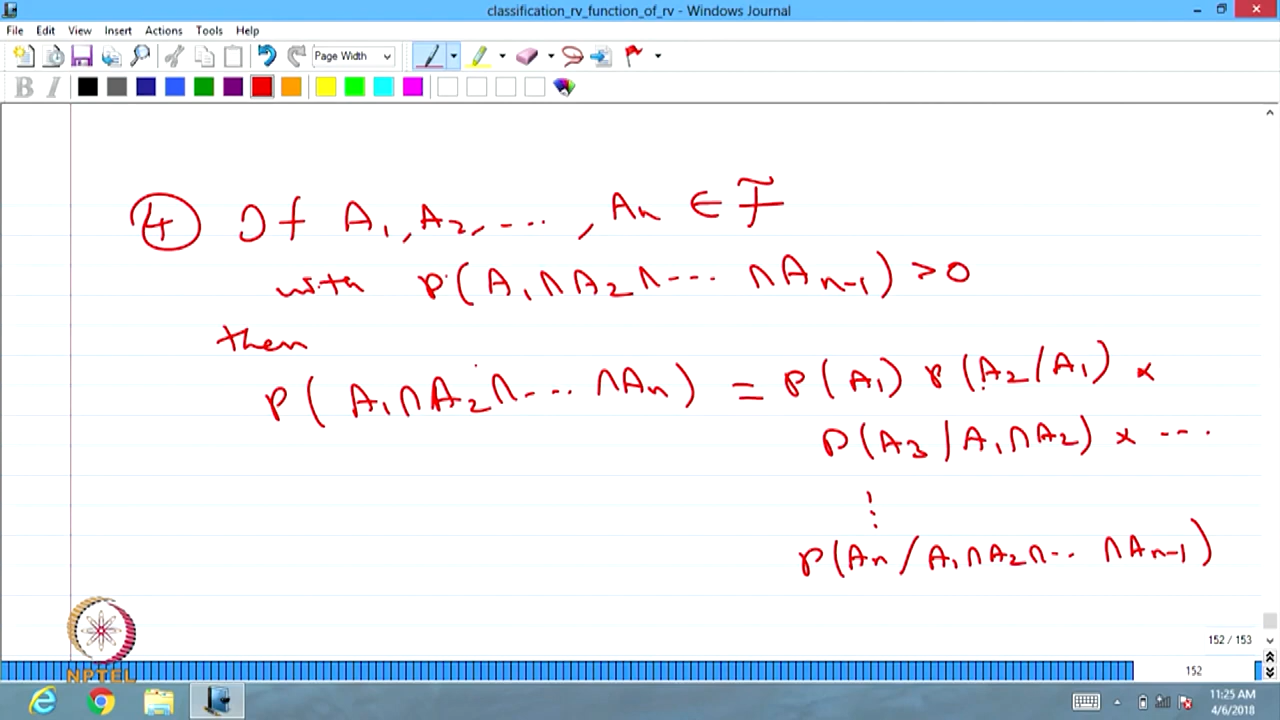 classification_rv_function_of_rv - Windows Journal
File Edit View Insert Actions Tools Help
Page Width
B I
④ If A₁, A₂, ..., Aₙ ∈ F̃
with P(A₁∩A₂∩... ∩Aₙ₋₁) > 0
then
P(A₁∩A₂∩... ∩Aₙ) = P(A₁) P(A₂/A₁) ×
P(A₃/A₁∩A₂) × ...
⋮
P(Aₙ/A₁∩A₂∩... ∩Aₙ₋₁)
152 / 153
152
NPTEL
11:25 AM
4/6/2018